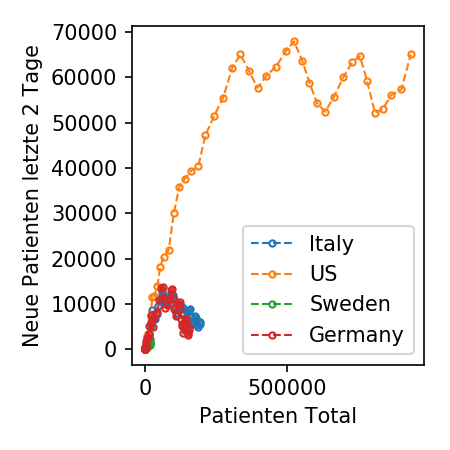 70000
60000
50000
40000
30000
20000
10000
0
Neue Patienten letzte 2 Tage
Italy
US
Sweden
Germany
0 500000
Patienten Total